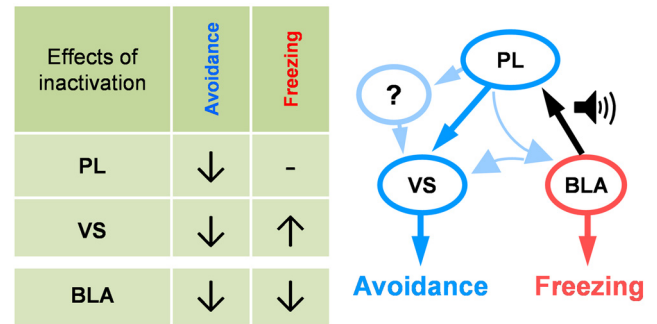 Effects of
inactivation
Avoidance
Freezing
PL
↓
-
VS
↓
↑
BLA
↓
↓
PL
?
VS
BLA
Avoidance
Freezing